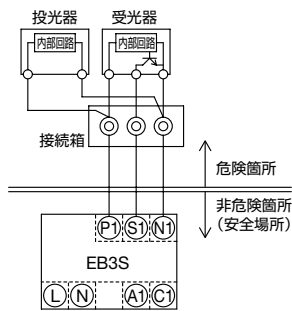 投光器 受光器
内部回路 内部回路
接続箱
危険箇所
非危険箇所
（安全場所）
P1 S1 N1
EB3S
L N A1 C1